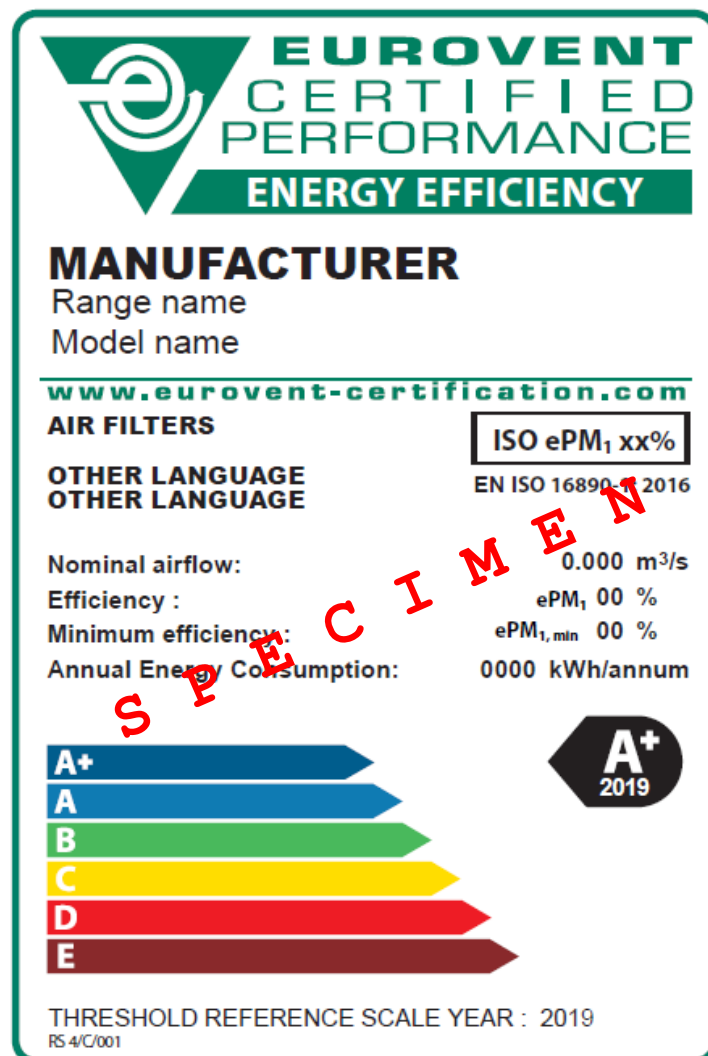 EUROVENT
CERTIFIED
PERFORMANCE
ENERGY EFFICIENCY
MANUFACTURER
Range name
Model name
www.eurovent-certification.com
AIR FILTERS
ISO ePM₁ xx%
OTHER LANGUAGE
OTHER LANGUAGE
EN ISO 16890-1: 2016
SPECIMEN
Nominal airflow: 0.000 m³/s
Efficiency : ePM₁ 00 %
Minimum efficiency : ePM₁, min 00 %
Annual Energy Consumption: 0000 kWh/annum
A+
A+
2019
A
B
C
D
E
THRESHOLD REFERENCE SCALE YEAR : 2019
RS 4/C/001